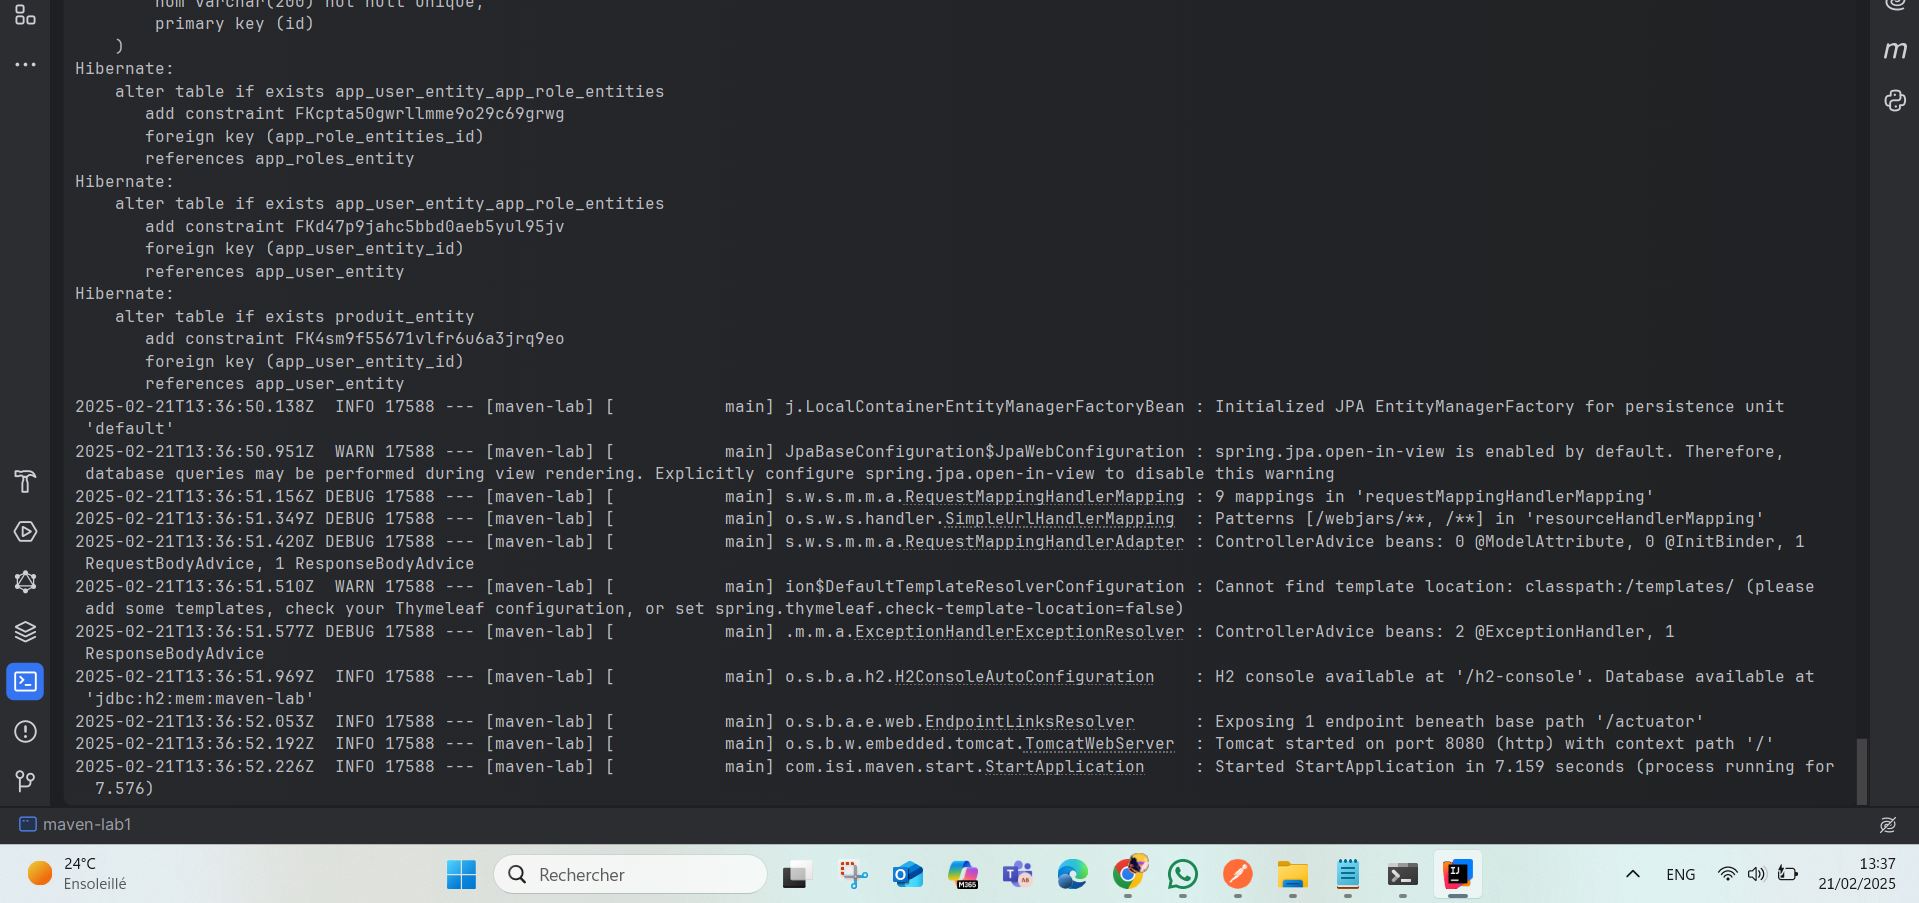 nom varchar(200) not null unique,
primary key (id)
)
Hibernate:
alter table if exists app_user_entity_app_role_entities
add constraint FKcpta50gwrllmme9o29c69grwg
foreign key (app_role_entities_id)
references app_roles_entity
Hibernate:
alter table if exists app_user_entity_app_role_entities
add constraint FKd47p9jahc5bbd0aeb5yul95jv
foreign key (app_user_entity_id)
references app_user_entity
Hibernate:
alter table if exists produit_entity
add constraint FK4sm9f55671vlfr6u6a3jrq9eo
foreign key (app_user_entity_id)
references app_user_entity
2025-02-21T13:36:50.138Z  INFO 17588 --- [maven-lab] [           main] j.LocalContainerEntityManagerFactoryBean : Initialized JPA EntityManagerFactory for persistence unit
'default'
2025-02-21T13:36:50.951Z  WARN 17588 --- [maven-lab] [           main] JpaBaseConfiguration$JpaWebConfiguration : spring.jpa.open-in-view is enabled by default. Therefore,
database queries may be performed during view rendering. Explicitly configure spring.jpa.open-in-view to disable this warning
2025-02-21T13:36:51.156Z DEBUG 17588 --- [maven-lab] [           main] s.w.s.m.m.a.RequestMappingHandlerMapping : 9 mappings in 'requestMappingHandlerMapping'
2025-02-21T13:36:51.349Z DEBUG 17588 --- [maven-lab] [           main] o.s.w.s.handler.SimpleUrlHandlerMapping  : Patterns [/webjars/**, /**] in 'resourceHandlerMapping'
2025-02-21T13:36:51.420Z DEBUG 17588 --- [maven-lab] [           main] s.w.s.m.m.a.RequestMappingHandlerAdapter : ControllerAdvice beans: 0 @ModelAttribute, 0 @InitBinder, 1
RequestBodyAdvice, 1 ResponseBodyAdvice
2025-02-21T13:36:51.510Z  WARN 17588 --- [maven-lab] [           main] ion$DefaultTemplateResolverConfiguration : Cannot find template location: classpath:/templates/ (please
add some templates, check your Thymeleaf configuration, or set spring.thymeleaf.check-template-location=false)
2025-02-21T13:36:51.577Z DEBUG 17588 --- [maven-lab] [           main] .m.m.a.ExceptionHandlerExceptionResolver : ControllerAdvice beans: 2 @ExceptionHandler, 1
ResponseBodyAdvice
2025-02-21T13:36:51.969Z  INFO 17588 --- [maven-lab] [           main] o.s.b.a.h2.H2ConsoleAutoConfiguration    : H2 console available at '/h2-console'. Database available at
'jdbc:h2:mem:maven-lab'
2025-02-21T13:36:52.053Z  INFO 17588 --- [maven-lab] [           main] o.s.b.a.e.web.EndpointLinksResolver      : Exposing 1 endpoint beneath base path '/actuator'
2025-02-21T13:36:52.192Z  INFO 17588 --- [maven-lab] [           main] o.s.b.w.embedded.tomcat.TomcatWebServer  : Tomcat started on port 8080 (http) with context path '/'
2025-02-21T13:36:52.226Z  INFO 17588 --- [maven-lab] [           main] com.isi.maven.start.StartApplication     : Started StartApplication in 7.159 seconds (process running for
7.576)
maven-lab1
24°C
Ensoleillé
Rechercher
M365
ENG
13:37
21/02/2025